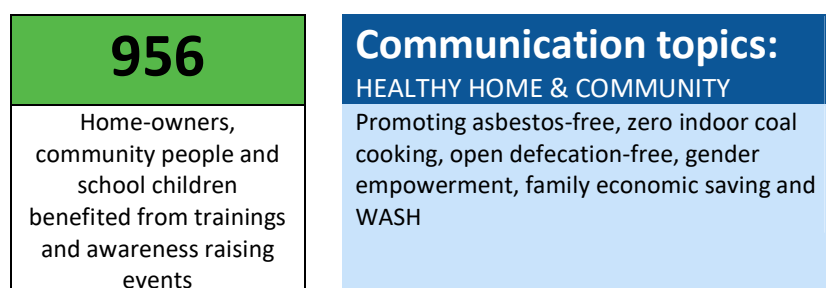 956
Home-owners,
community people and
school children
benefited from trainings
and awareness raising
events
Communication topics:
HEALTHY HOME & COMMUNITY
Promoting asbestos-free, zero indoor coal
cooking, open defecation-free, gender
empowerment, family economic saving and
WASH